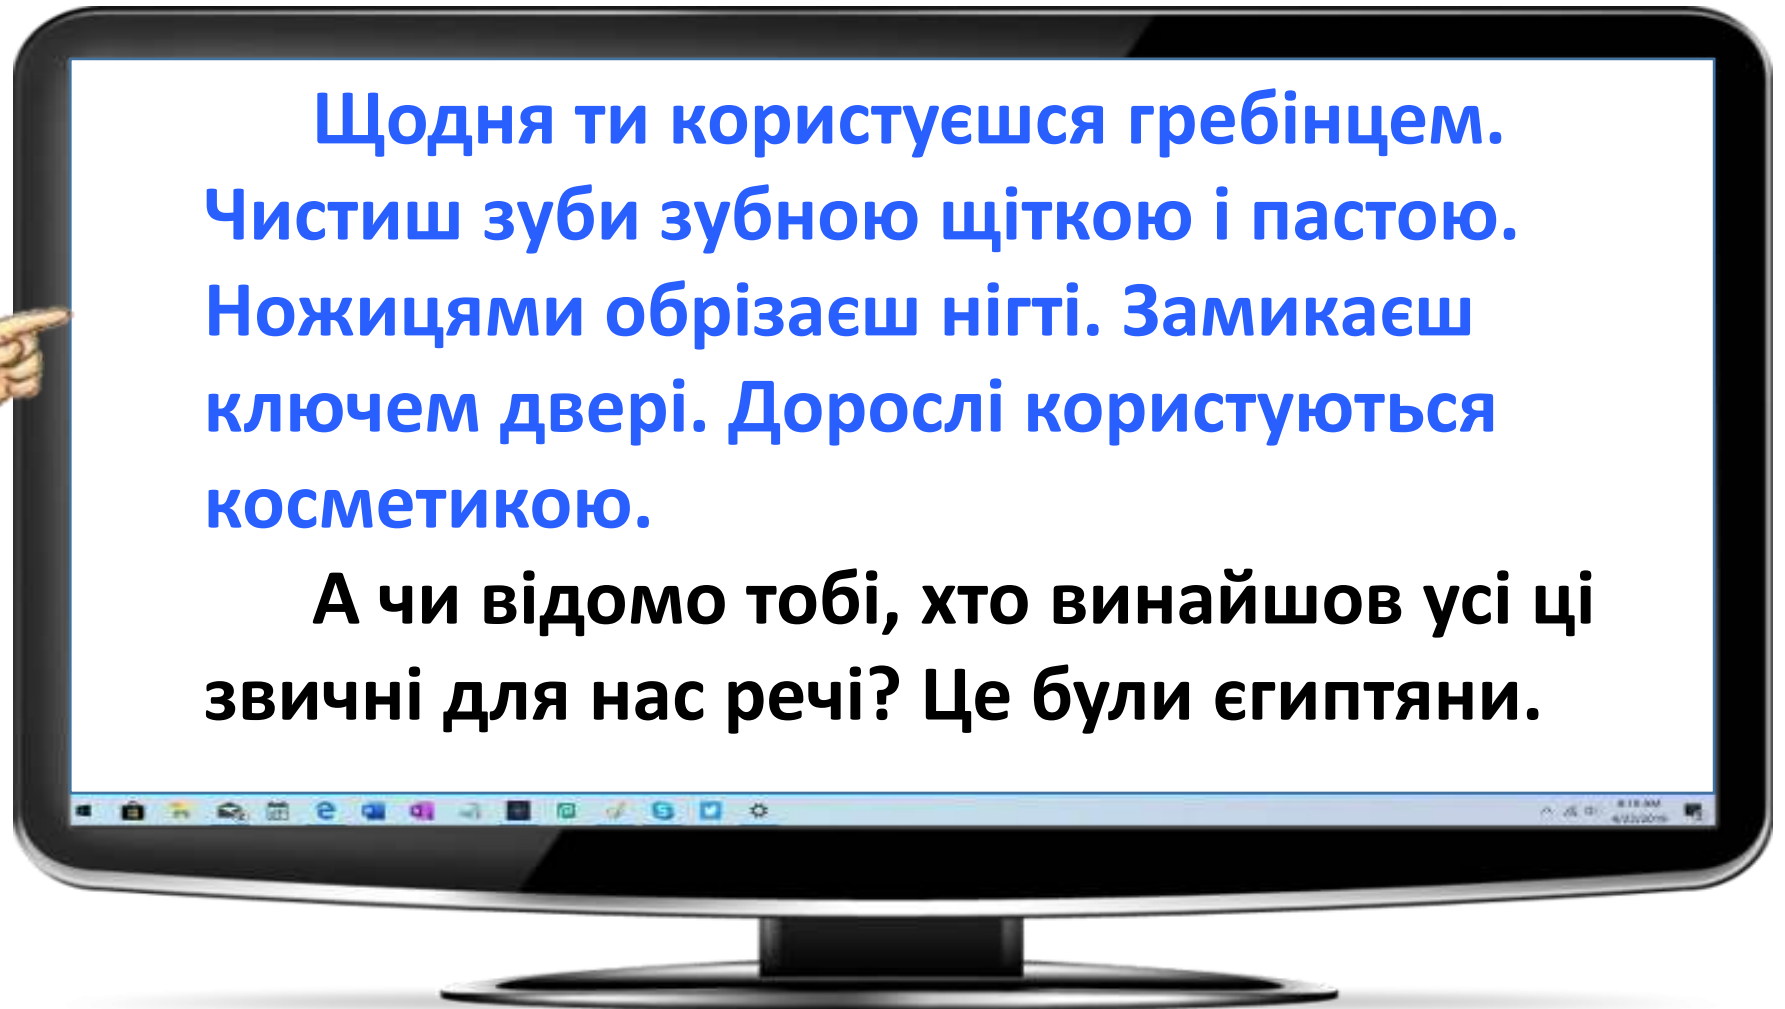 Щодня ти користуєшся гребінцем.
Чистиш зуби зубною щіткою і пастою.
Ножицями обрізаєш нігті. Замикаєш
ключем двері. Дорослі користуються
косметикою.
А чи відомо тобі, хто винайшов усі ці
звичні для нас речі? Це були єгиптяни.